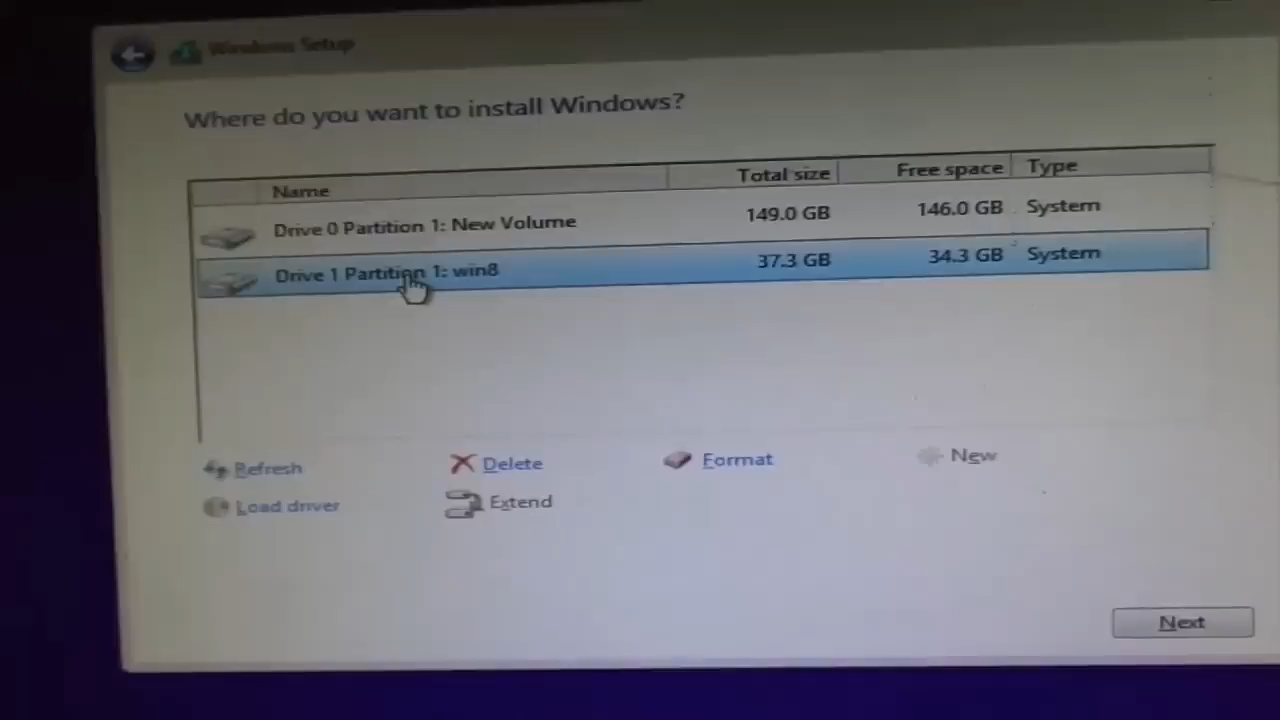 Windows Setup
Where do you want to install Windows?
Name Total size Free space Type
Drive 0 Partition 1: New Volume 149.0 GB 146.0 GB System
Drive 1 Partition 1: win8 37.3 GB 34.3 GB System
Refresh Delete Format New
Load driver Extend
Next